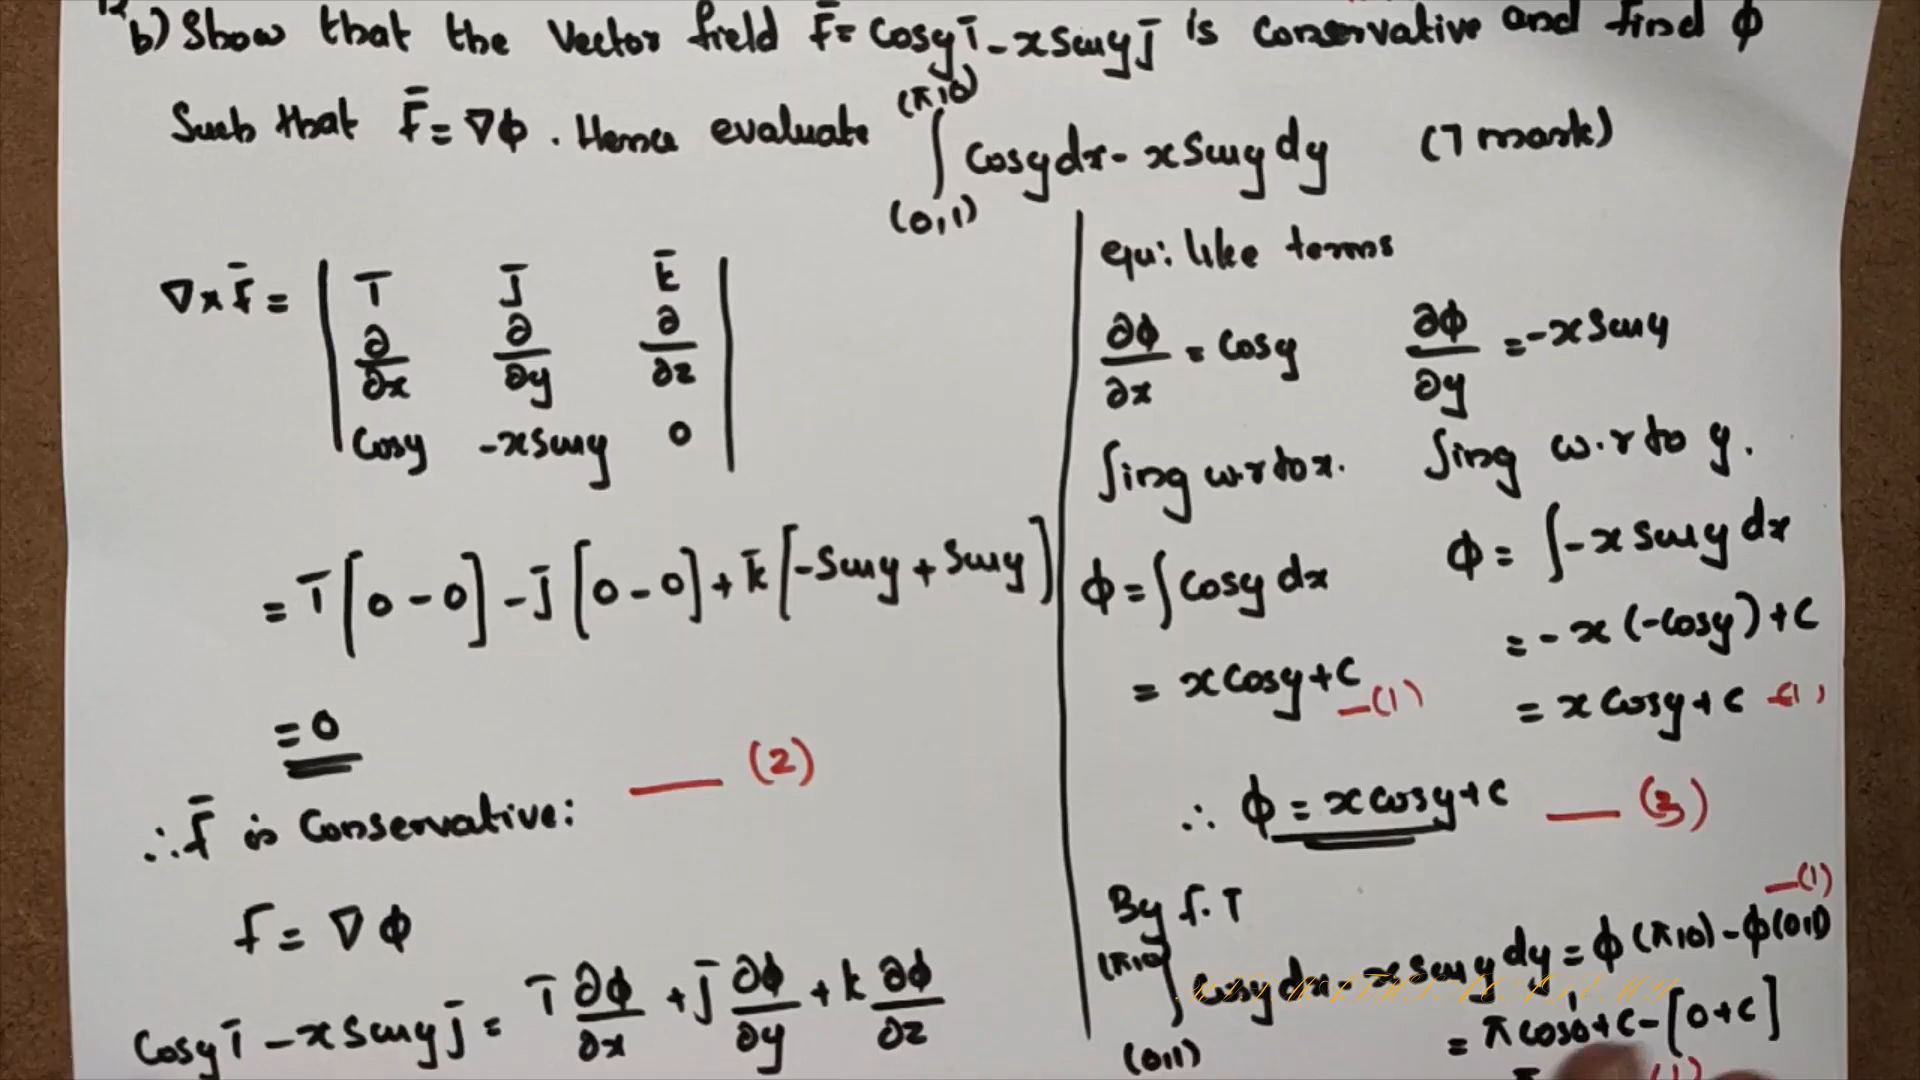 b) Show that the Vector field F̄ = Cosy ī - x siny j̄ is conservative and find ϕ
Such that F̄ = ∇ϕ . Hence evaluate ∫ Cosy dx - x Siny dy (7 mark)
(π,0)
(0,1)
∇ x F̄ = | ī j̄ k̄ |
∂/∂x ∂/∂y ∂/∂z
Cosy -x Siny 0
= ī [0-0] - j̄ [0-0] + k̄ [-Siny + Siny]
= 0
(2)
∴ F̄ is Conservative:
F = ∇ ϕ
Cosy ī - x Siny j̄ = ī ∂ϕ/∂x + j̄ ∂ϕ/∂y + k ∂ϕ/∂z
equ: like terms
∂ϕ/∂x = Cosy ∂ϕ/∂y = -x Siny
∫ing w.r to x. ∫ing w.r to y.
ϕ = ∫ Cosy dx ϕ = ∫ -x Siny dx
= x Cosy + C —(1) = -x (-Cosy) + C
= x Cosy + C —(1)
∴ ϕ = x Cosy + C —(3)
—(1)
By f.T
(π,0)
∫ Cosy dx - x Siny dy = ϕ(π,0) - ϕ(0,1)
(0,1)
= π Cos0 + C - [0 + C]
(1)